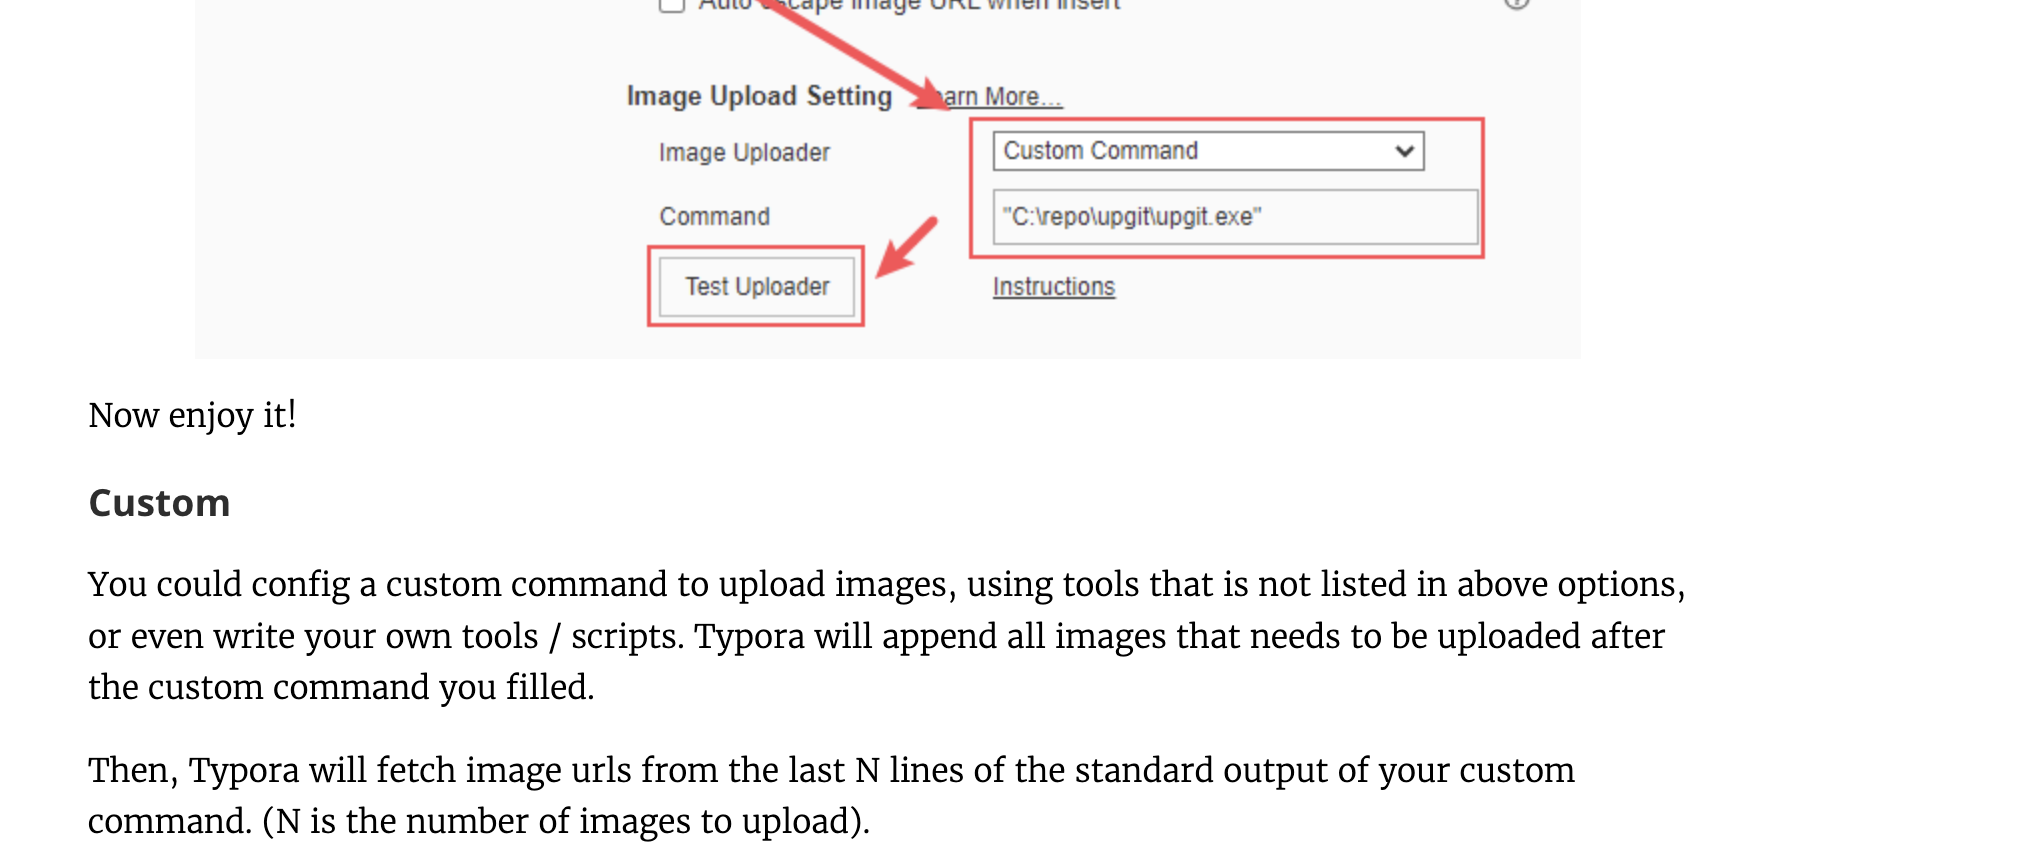 Auto escape image URL when insert
Image Upload Setting Learn More...
Image Uploader Custom Command
Command "C:\repo\upgit\upgit.exe"
Test Uploader Instructions
Now enjoy it!
Custom
You could config a custom command to upload images, using tools that is not listed in above options,
or even write your own tools / scripts. Typora will append all images that needs to be uploaded after
the custom command you filled.
Then, Typora will fetch image urls from the last N lines of the standard output of your custom
command. (N is the number of images to upload).